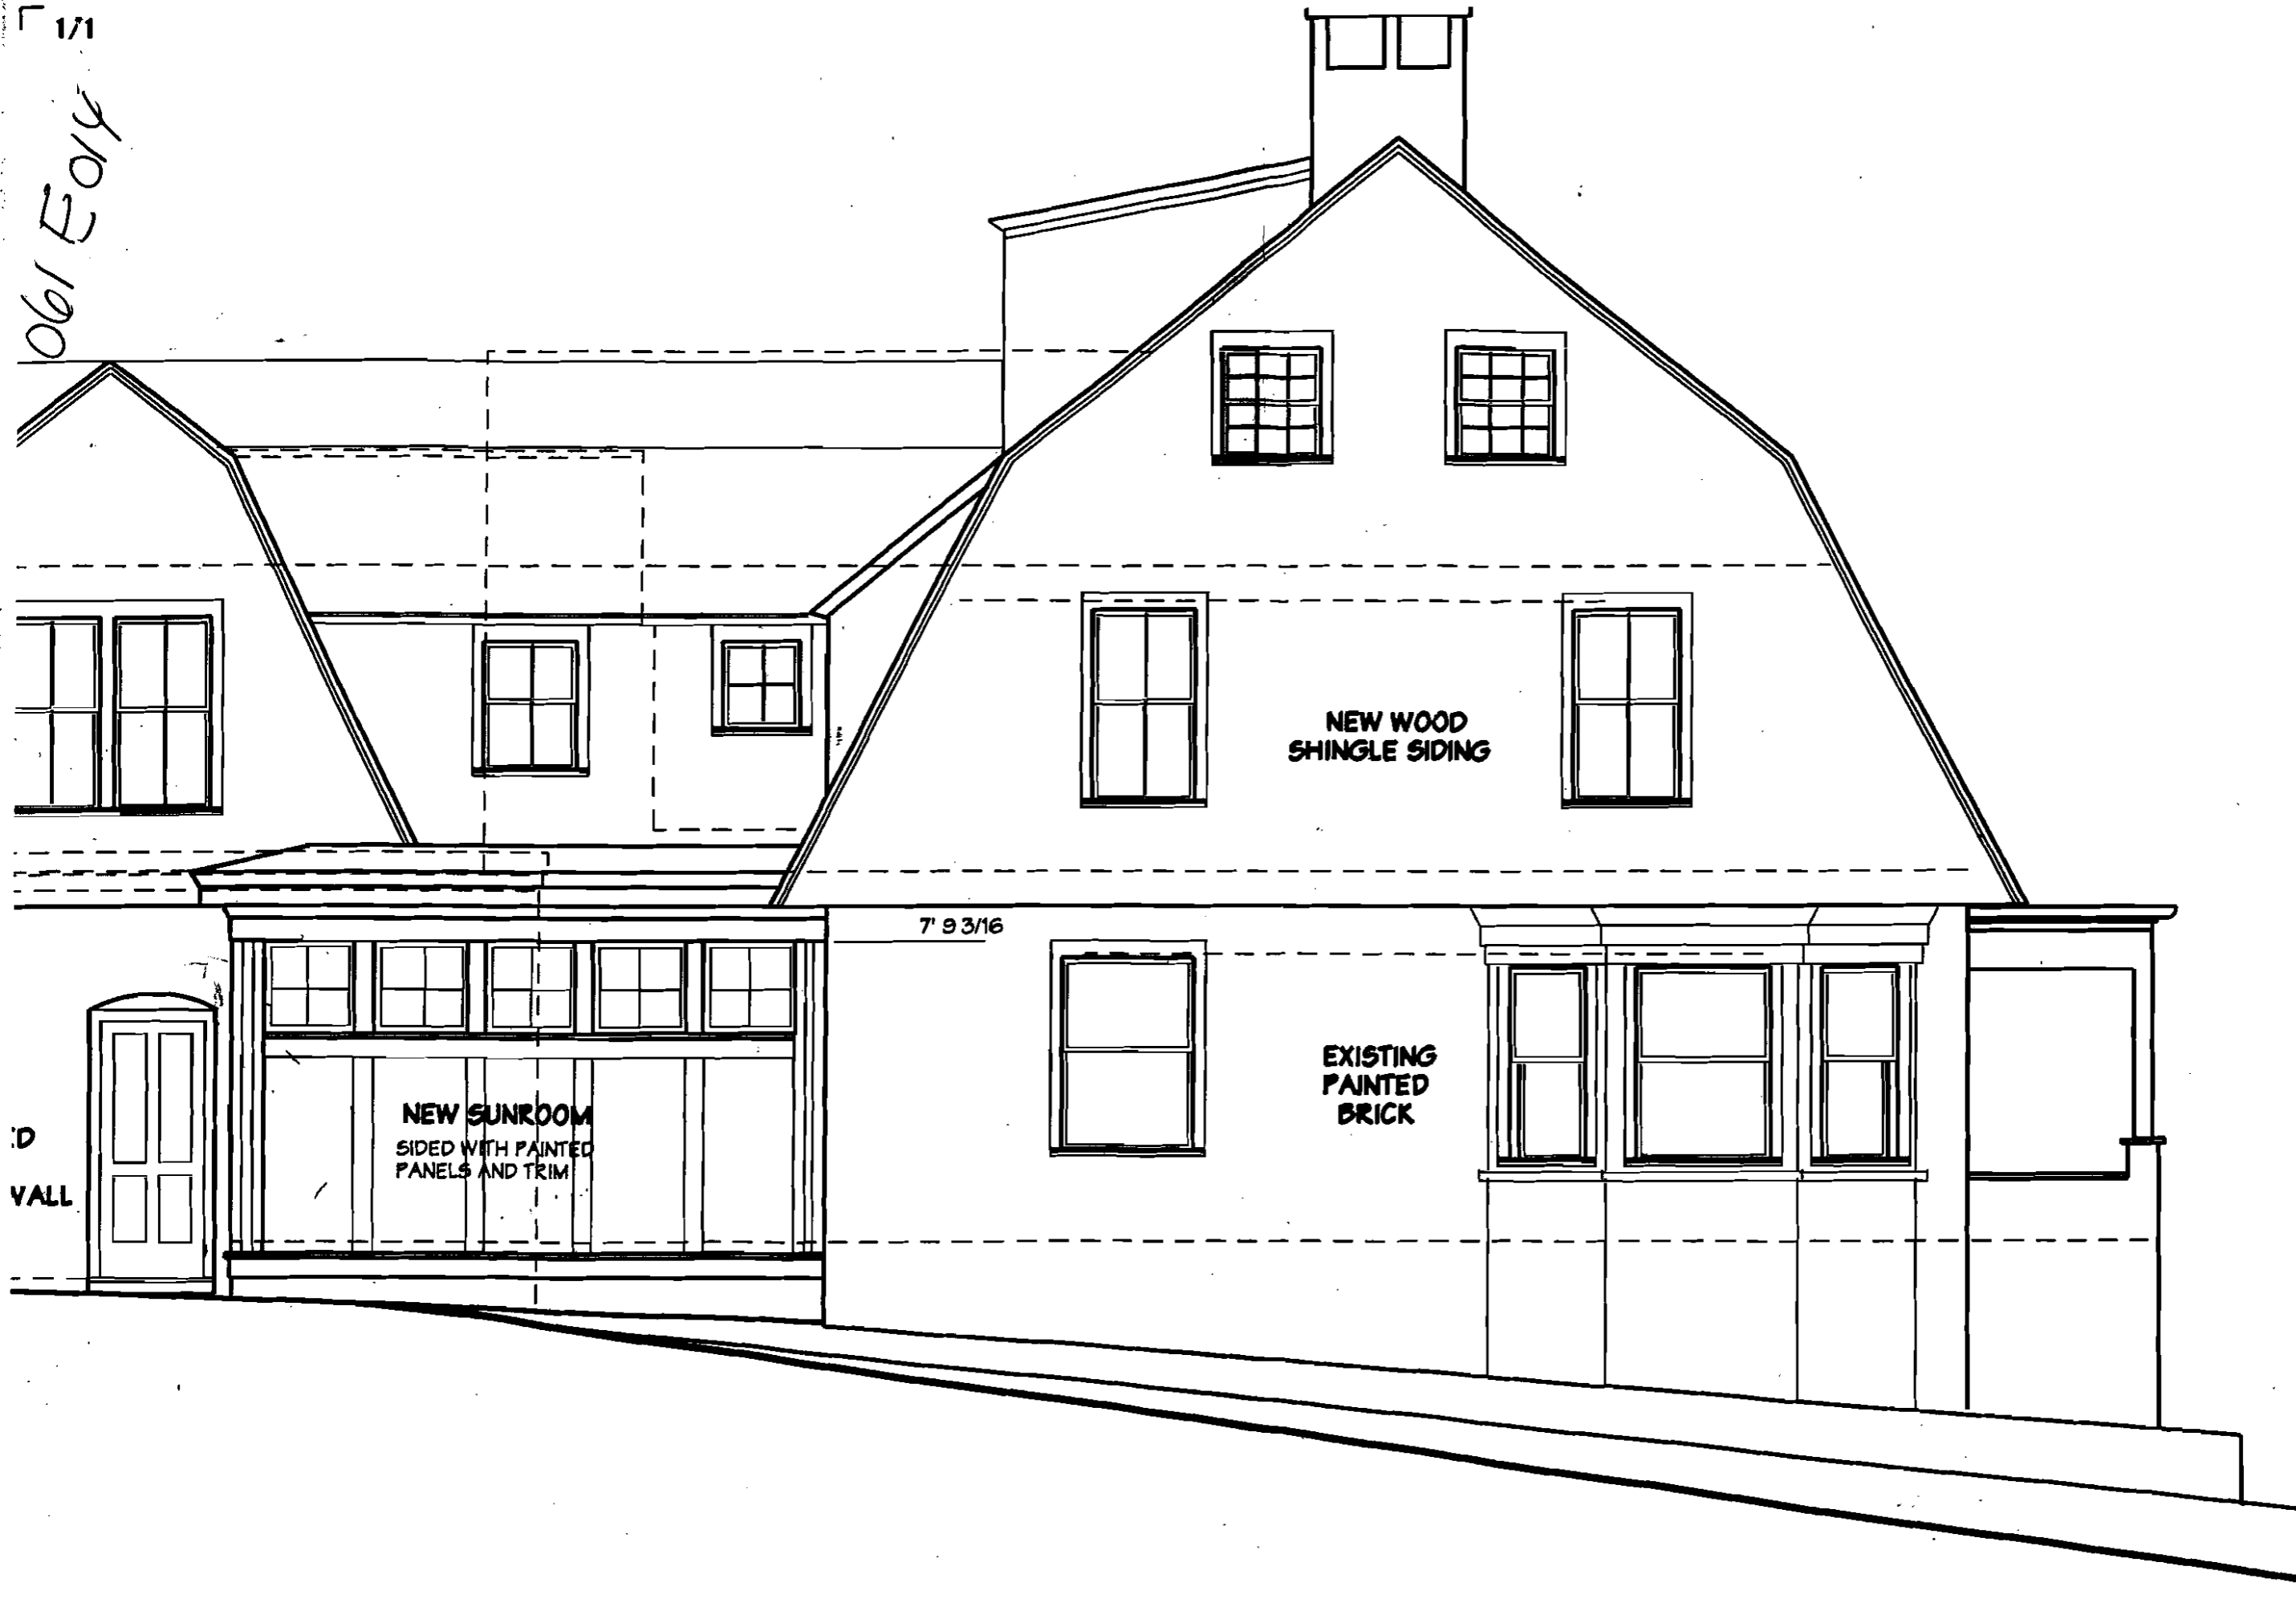 1/1
061 E014
NEW WOOD
SHINGLE SIDING
7' 9 3/16
EXISTING
PAINTED
BRICK
NEW SUNROOM
SIDED WITH PAINTED
PANELS AND TRIM
D
WALL